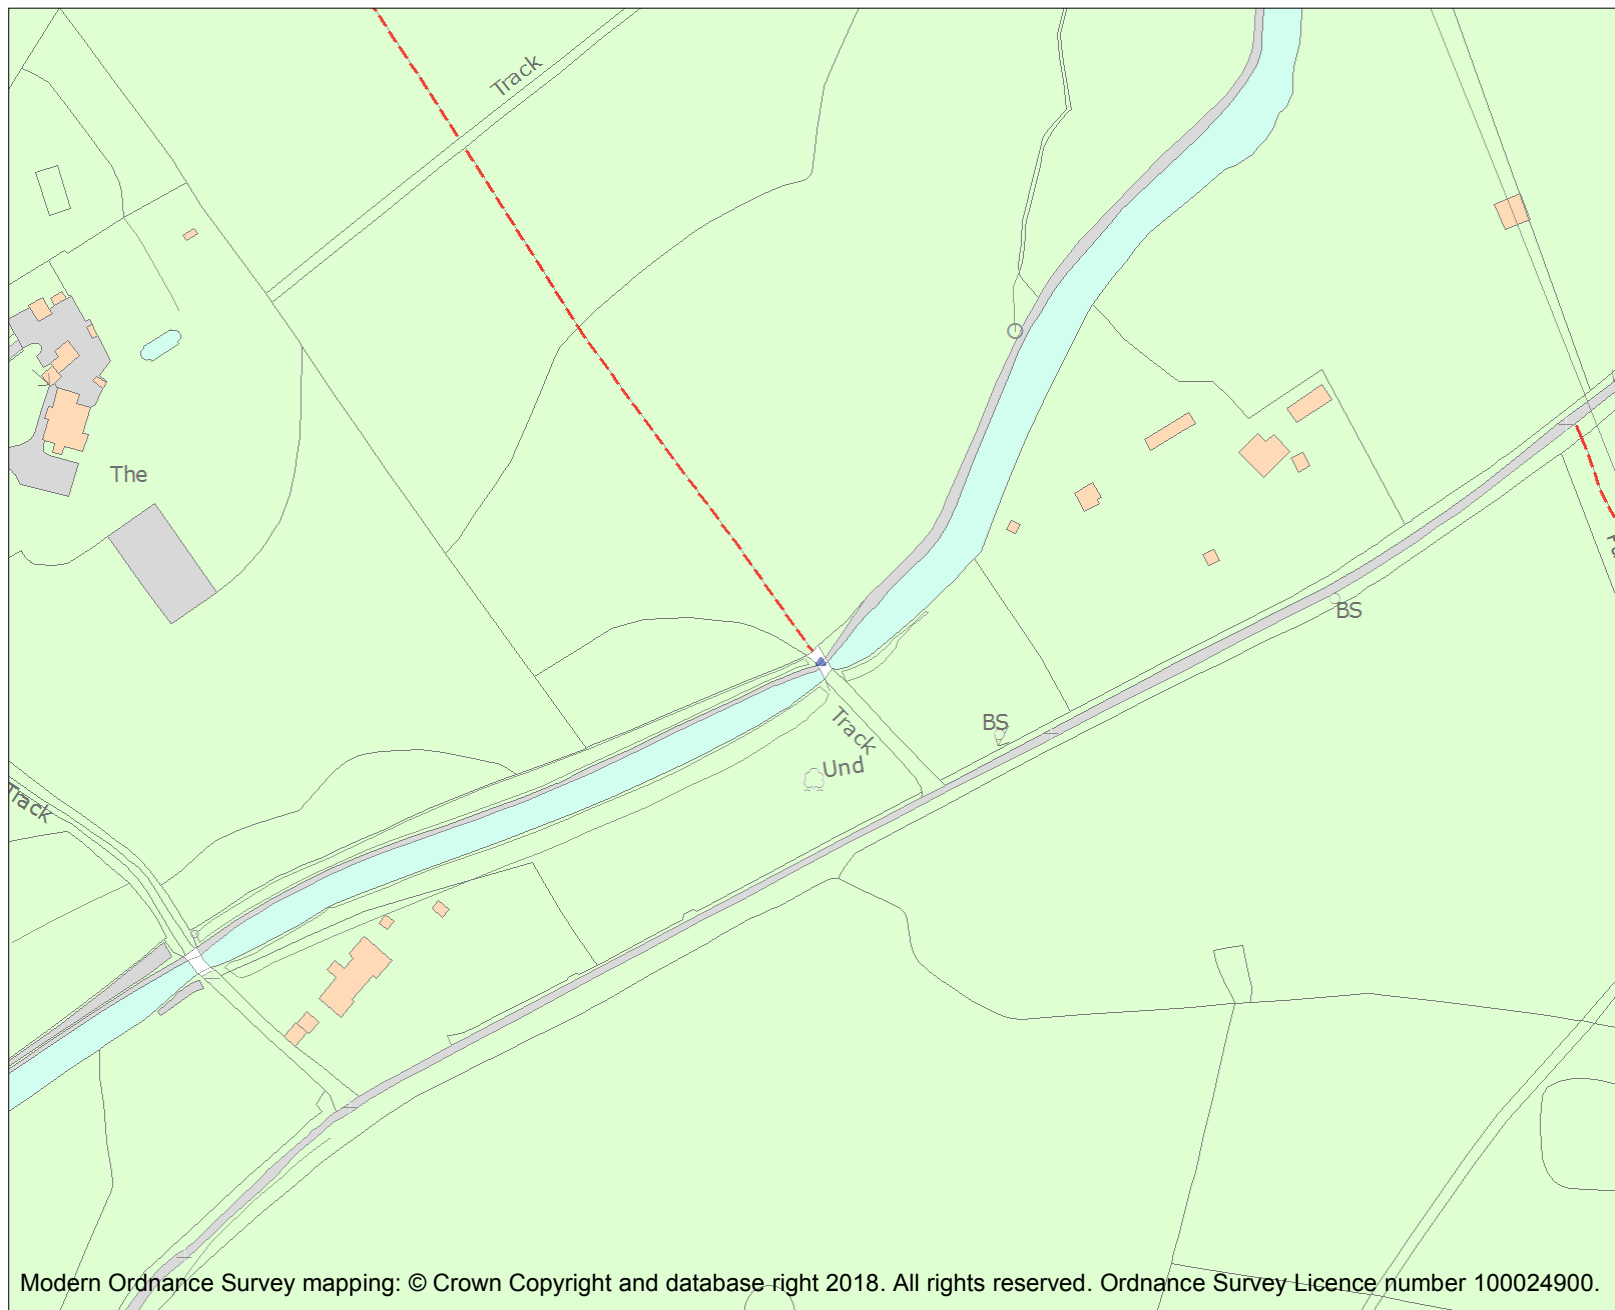 Track
The
BS
BS
Track
Und
Track
Modern Ordnance Survey mapping: © Crown Copyright and database right 2018. All rights reserved. Ordnance Survey Licence number 100024900.